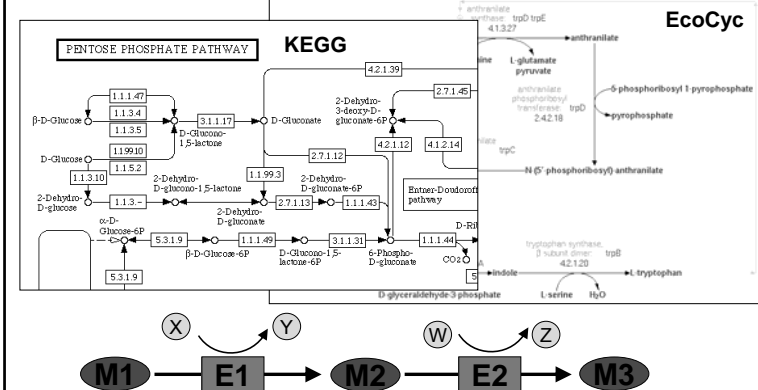 EcoCyc
anthranilate
synthase: trpD trpE
4.1.3.27
anthranilate
L-glutamate
pyruvate
anthranilate
phosphoribosyl
transferase: trpD
2.4.2.18
5-phosphoribosyl 1-pyrophosphate
pyrophosphate
trpC
N-(5'-phosphoribosyl)-anthranilate
tryptophan synthase,
β subunit dimer: trpB
4.2.1.20
indole
L-tryptophan
D-glyceraldehyde-3 phosphate
L-serine
H₂O
PENTOSE PHOSPHATE PATHWAY
KEGG
4.2.1.39
2.7.1.45
1.1.1.47
1.1.3.4
1.1.3.5
β-D-Glucose
3.1.1.17
D-Glucono-
1,5-lactone
D-Gluconate
2-Dehydro-
3-deoxy-D-
gluconate-6P
4.2.1.12
4.1.2.14
D-Glucose
1.1.99.10
1.1.5.2
2.7.1.12
1.1.3.10
1.1.99.3
2-Dehydro-
D-glucose
1.1.3.-
2-Dehydro-
D-glucono-1,5-lactone
2-Dehydro-
D-gluconate
2.7.1.13
2-Dehydro-
D-gluconate-6P
1.1.1.43
Entner-Doudoroff
pathway
α-D-
Glucose-6P
5.3.1.9
β-D-Glucose-6P
1.1.1.49
D-Glucono-1,5-
lactone-6P
3.1.1.31
6-Phospho-
D-gluconate
1.1.1.44
CO₂
5.3.1.9
X
Y
W
Z
M1
E1
M2
E2
M3